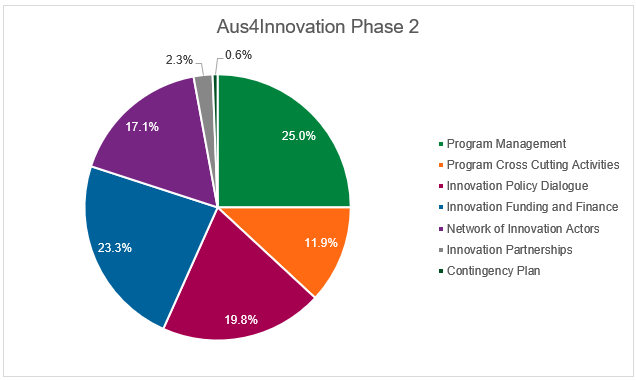 Aus4Innovation Phase 2
2.3%
0.6%
25.0%
17.1%
11.9%
23.3%
19.8%
Program Management
Program Cross Cutting Activities
Innovation Policy Dialogue
Innovation Funding and Finance
Network of Innovation Actors
Innovation Partnerships
Contingency Plan